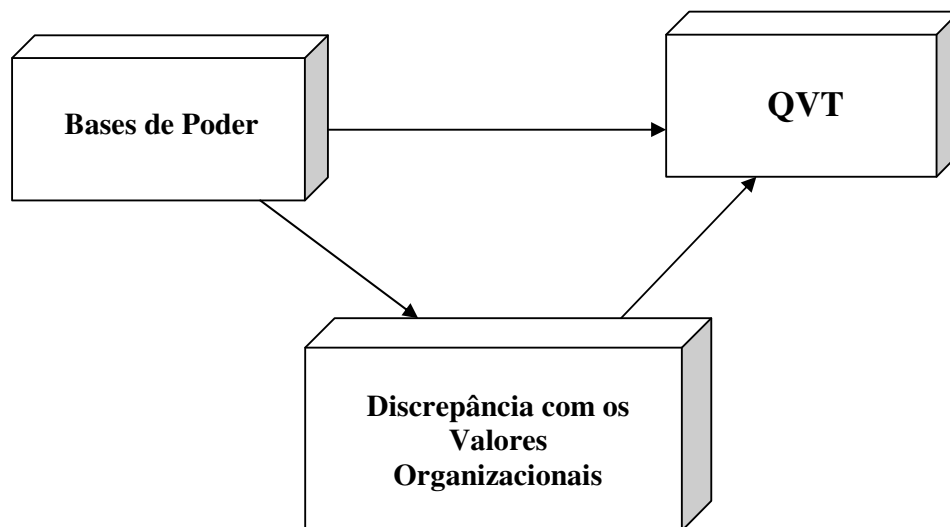 Bases de Poder
QVT
Discrepância com os
Valores
Organizacionais